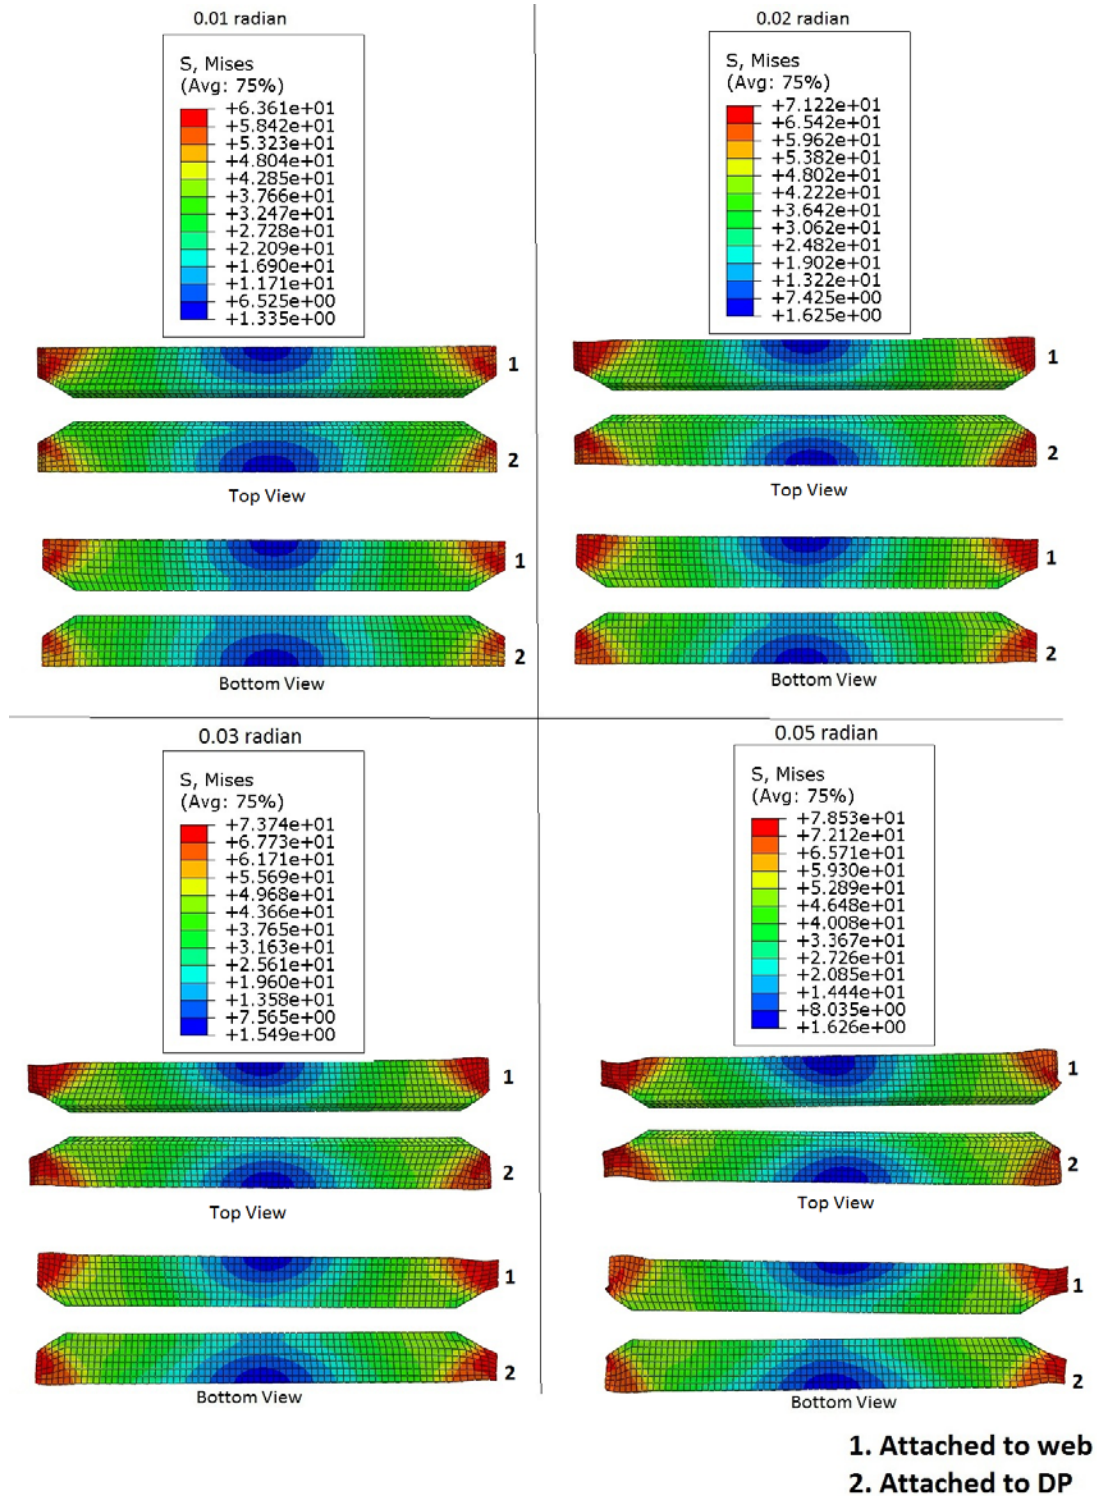 0.01 radian
S, Mises
(Avg: 75%)
+6.361e+01
+5.842e+01
+5.323e+01
+4.804e+01
+4.285e+01
+3.766e+01
+3.247e+01
+2.728e+01
+2.209e+01
+1.690e+01
+1.171e+01
+6.525e+00
+1.335e+00
1
2
Top View
1
2
Bottom View
0.02 radian
S, Mises
(Avg: 75%)
+7.122e+01
+6.542e+01
+5.962e+01
+5.382e+01
+4.802e+01
+4.222e+01
+3.642e+01
+3.062e+01
+2.482e+01
+1.902e+01
+1.322e+01
+7.425e+00
+1.625e+00
1
2
Top View
1
2
Bottom View
0.03 radian
S, Mises
(Avg: 75%)
+7.374e+01
+6.773e+01
+6.171e+01
+5.569e+01
+4.968e+01
+4.366e+01
+3.765e+01
+3.163e+01
+2.561e+01
+1.960e+01
+1.358e+01
+7.565e+00
+1.549e+00
1
2
Top View
1
2
Bottom View
0.05 radian
S, Mises
(Avg: 75%)
+7.853e+01
+7.212e+01
+6.571e+01
+5.930e+01
+5.289e+01
+4.648e+01
+4.008e+01
+3.367e+01
+2.726e+01
+2.085e+01
+1.444e+01
+8.035e+00
+1.626e+00
1
2
Top View
1
2
Bottom View
1. Attached to web
2. Attached to DP